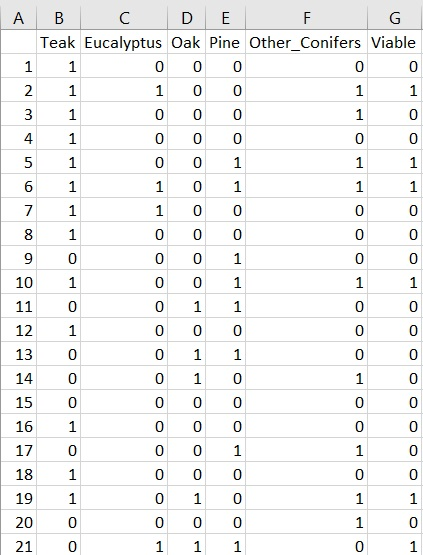 A B C D E F G
Teak Eucalyptus Oak Pine Other_Conifers Viable
1 1 0 0 0 0 0
2 1 1 0 0 1 1
3 1 0 0 0 1 0
4 1 0 0 0 0 0
5 1 0 0 1 1 1
6 1 1 0 1 1 1
7 1 1 0 0 0 0
8 1 0 0 0 0 0
9 0 0 0 1 0 0
10 1 0 0 1 1 1
11 0 0 1 1 0 0
12 1 0 0 0 0 0
13 0 0 1 1 0 0
14 0 0 1 0 1 0
15 0 0 0 0 0 0
16 1 0 0 0 0 0
17 0 0 0 1 1 0
18 1 0 0 0 0 0
19 1 0 1 0 1 1
20 0 0 0 0 1 0
21 0 1 1 1 0 1